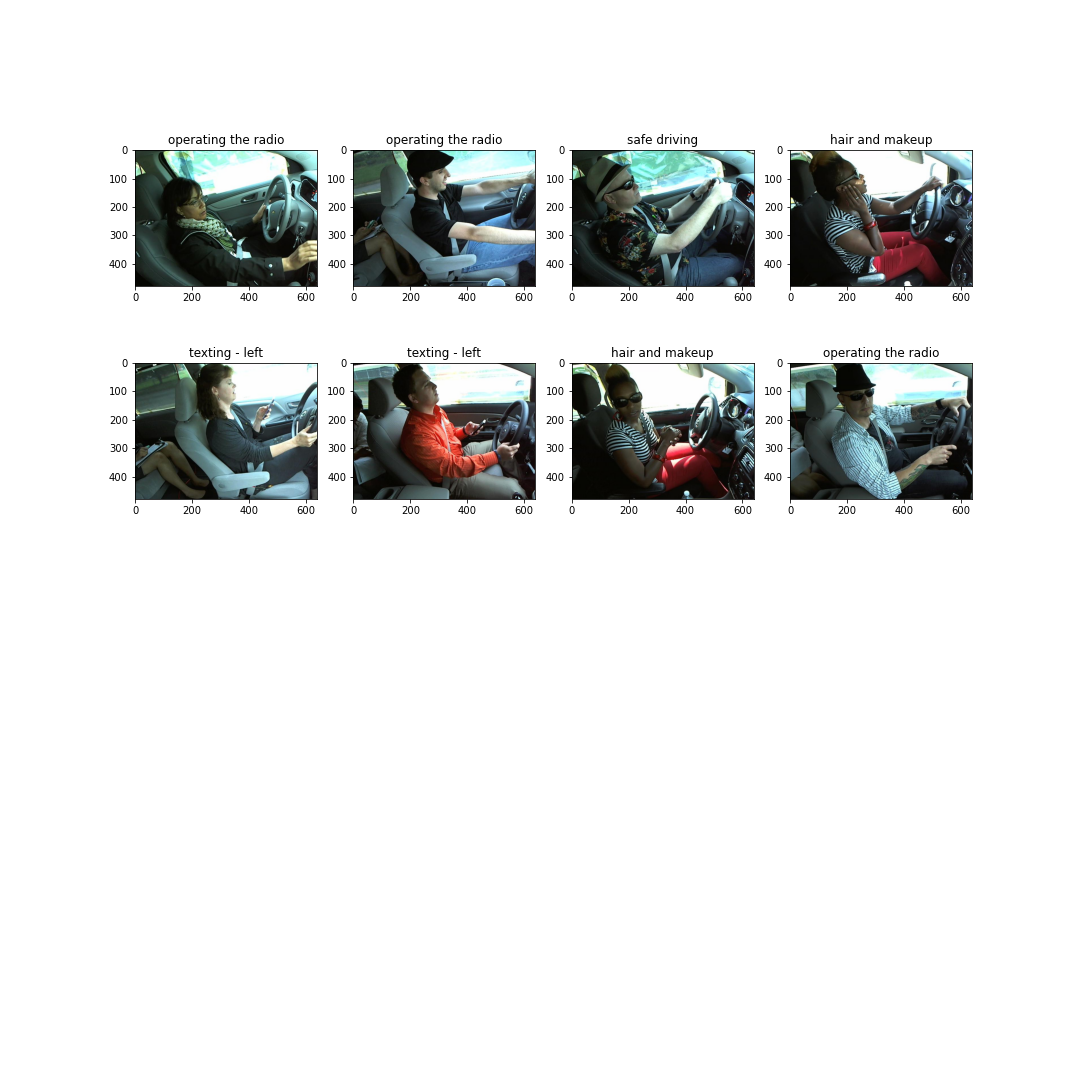 operating the radio operating the radio safe driving hair and makeup
0 0 0 0
100 100 100 100
200 200 200 200
300 300 300 300
400 400 400 400
0 200 400 600 0 200 400 600 0 200 400 600 0 200 400 600
texting - left texting - left hair and makeup operating the radio
0 0 0 0
100 100 100 100
200 200 200 200
300 300 300 300
400 400 400 400
0 200 400 600 0 200 400 600 0 200 400 600 0 200 400 600